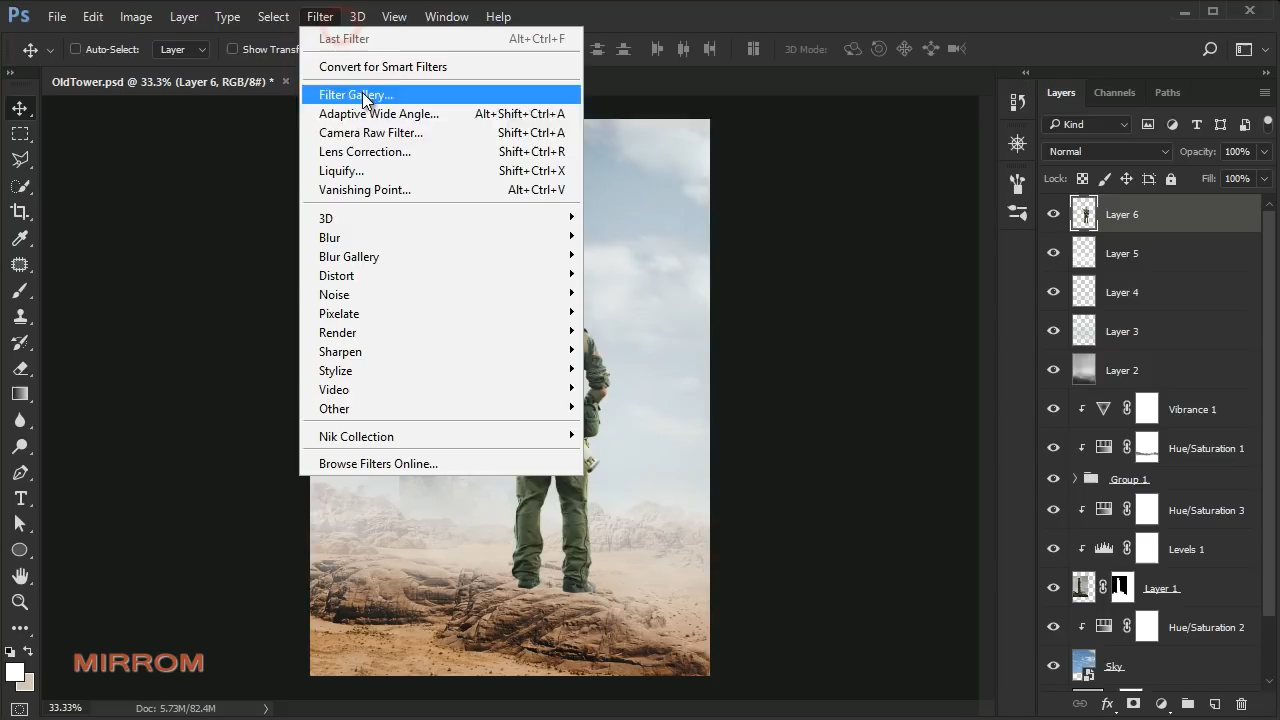 Ps File Edit Image Layer Type Select Filter 3D View Window Help
Auto-Select: Layer Show Transf 3D Mode:
OldTower.psd @ 33.3% (Layer 6, RGB/8#) * ×
Last Filter Alt+Ctrl+F
Convert for Smart Filters
Filter Gallery...
Adaptive Wide Angle... Alt+Shift+Ctrl+A
Camera Raw Filter... Shift+Ctrl+A
Lens Correction... Shift+Ctrl+R
Liquify... Shift+Ctrl+X
Vanishing Point... Alt+Ctrl+V
3D
Blur
Blur Gallery
Distort
Noise
Pixelate
Render
Sharpen
Stylize
Video
Other
Nik Collection
Browse Filters Online...
Layers Channels Paths
Kind
Normal Opacity: 100%
Lock: Fill: 100%
Layer 6
Layer 5
Layer 4
Layer 3
Layer 2
Vibrance 1
Hue/Saturation 1
Group 1
Hue/Saturation 3
Levels 1
Layer 1
Hue/Saturation 2
Sky
MIRROM
33.33% Doc: 5.73M/82.4M